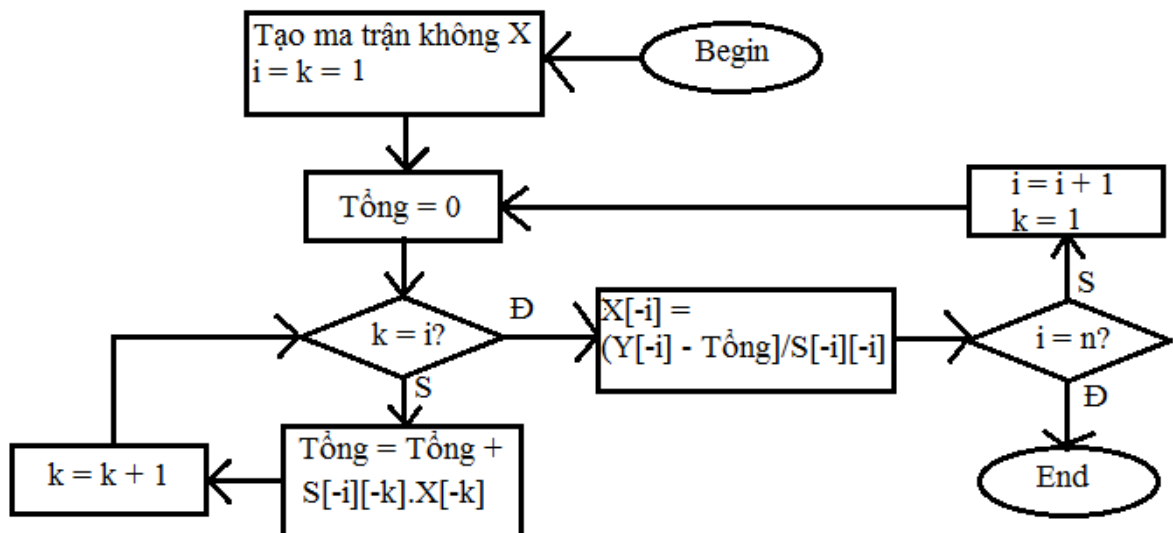 Tạo ma trận không X
i = k = 1
Begin
Tổng = 0
i = i + 1
k = 1
S
Đ
k = i?
X[-i] =
(Y[-i] - Tổng]/S[-i][-i]
i = n?
S
Đ
Tổng = Tổng +
S[-i][-k].X[-k]
k = k + 1
End